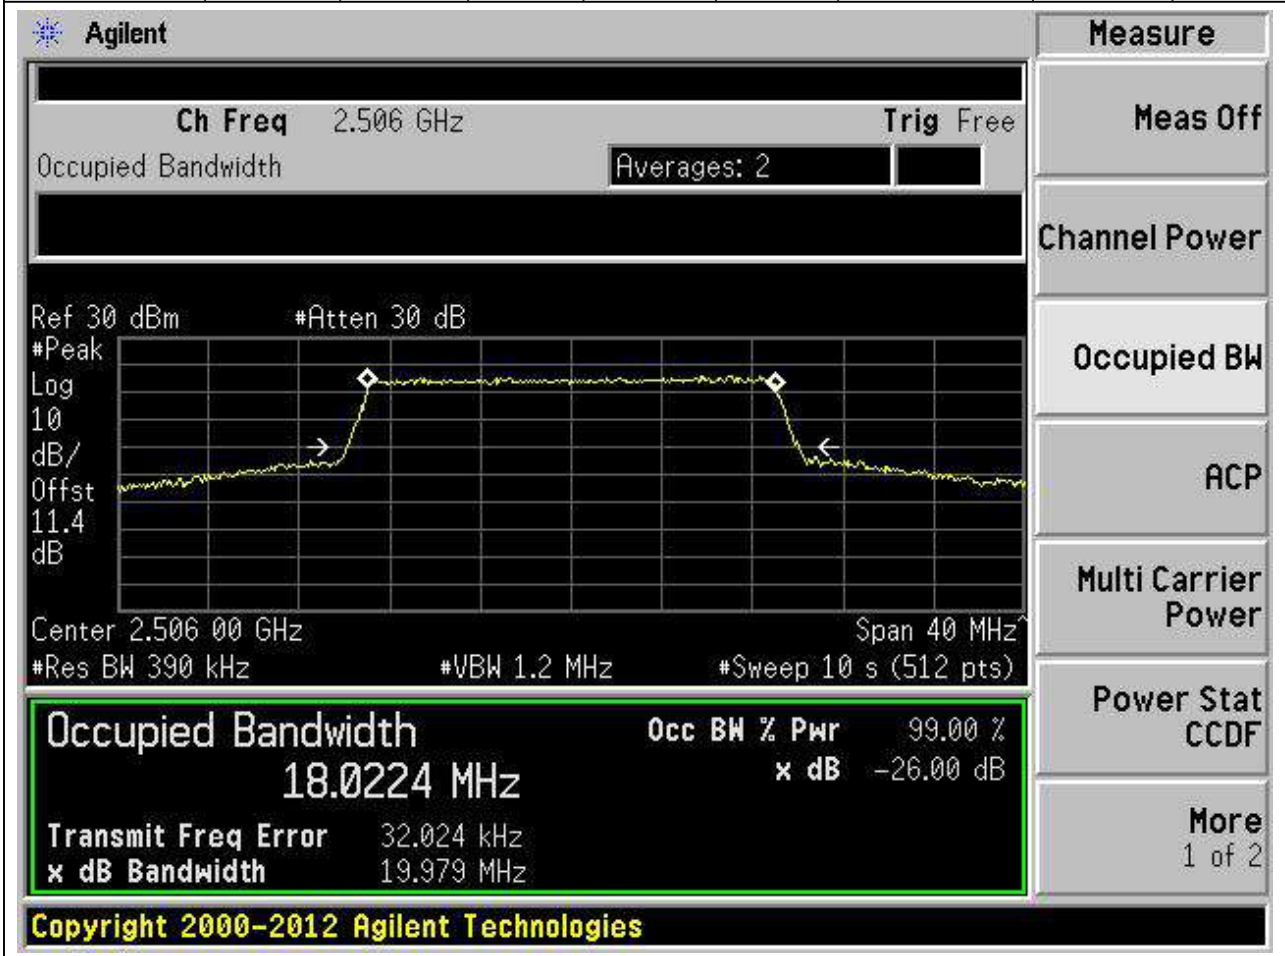 Agilent
Measure
Ch Freq 2.506 GHz Trig Free
Occupied Bandwidth Averages: 2
Meas Off
Channel Power
Ref 30 dBm #Atten 30 dB
#Peak
Log
10
dB/
Offst
11.4
dB
Occupied BW
ACP
Multi Carrier
Power
Center 2.506 00 GHz Span 40 MHz^
#Res BW 390 kHz #VBW 1.2 MHz #Sweep 10 s (512 pts)
Occupied Bandwidth Occ BW % Pwr 99.00 %
18.0224 MHz x dB -26.00 dB
Transmit Freq Error 32.024 kHz
x dB Bandwidth 19.979 MHz
Power Stat
CCDF
More
1 of 2
Copyright 2000-2012 Agilent Technologies